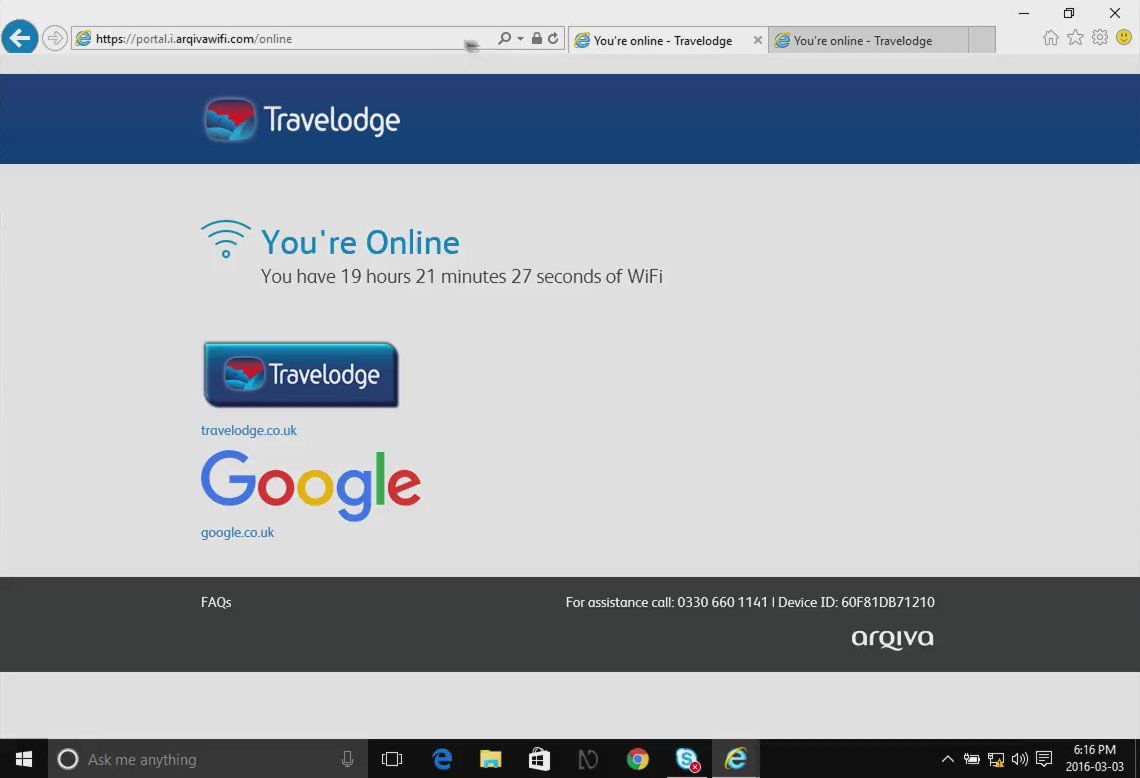 https://portal.i.arqivawifi.com/online
You're online - Travelodge
You're online - Travelodge
Travelodge
You're Online
You have 19 hours 21 minutes 27 seconds of WiFi
Travelodge
travelodge.co.uk
Google
google.co.uk
FAQs
For assistance call: 0330 660 1141 | Device ID: 60F81DB71210
arqiva
Ask me anything
6:16 PM
2016-03-03